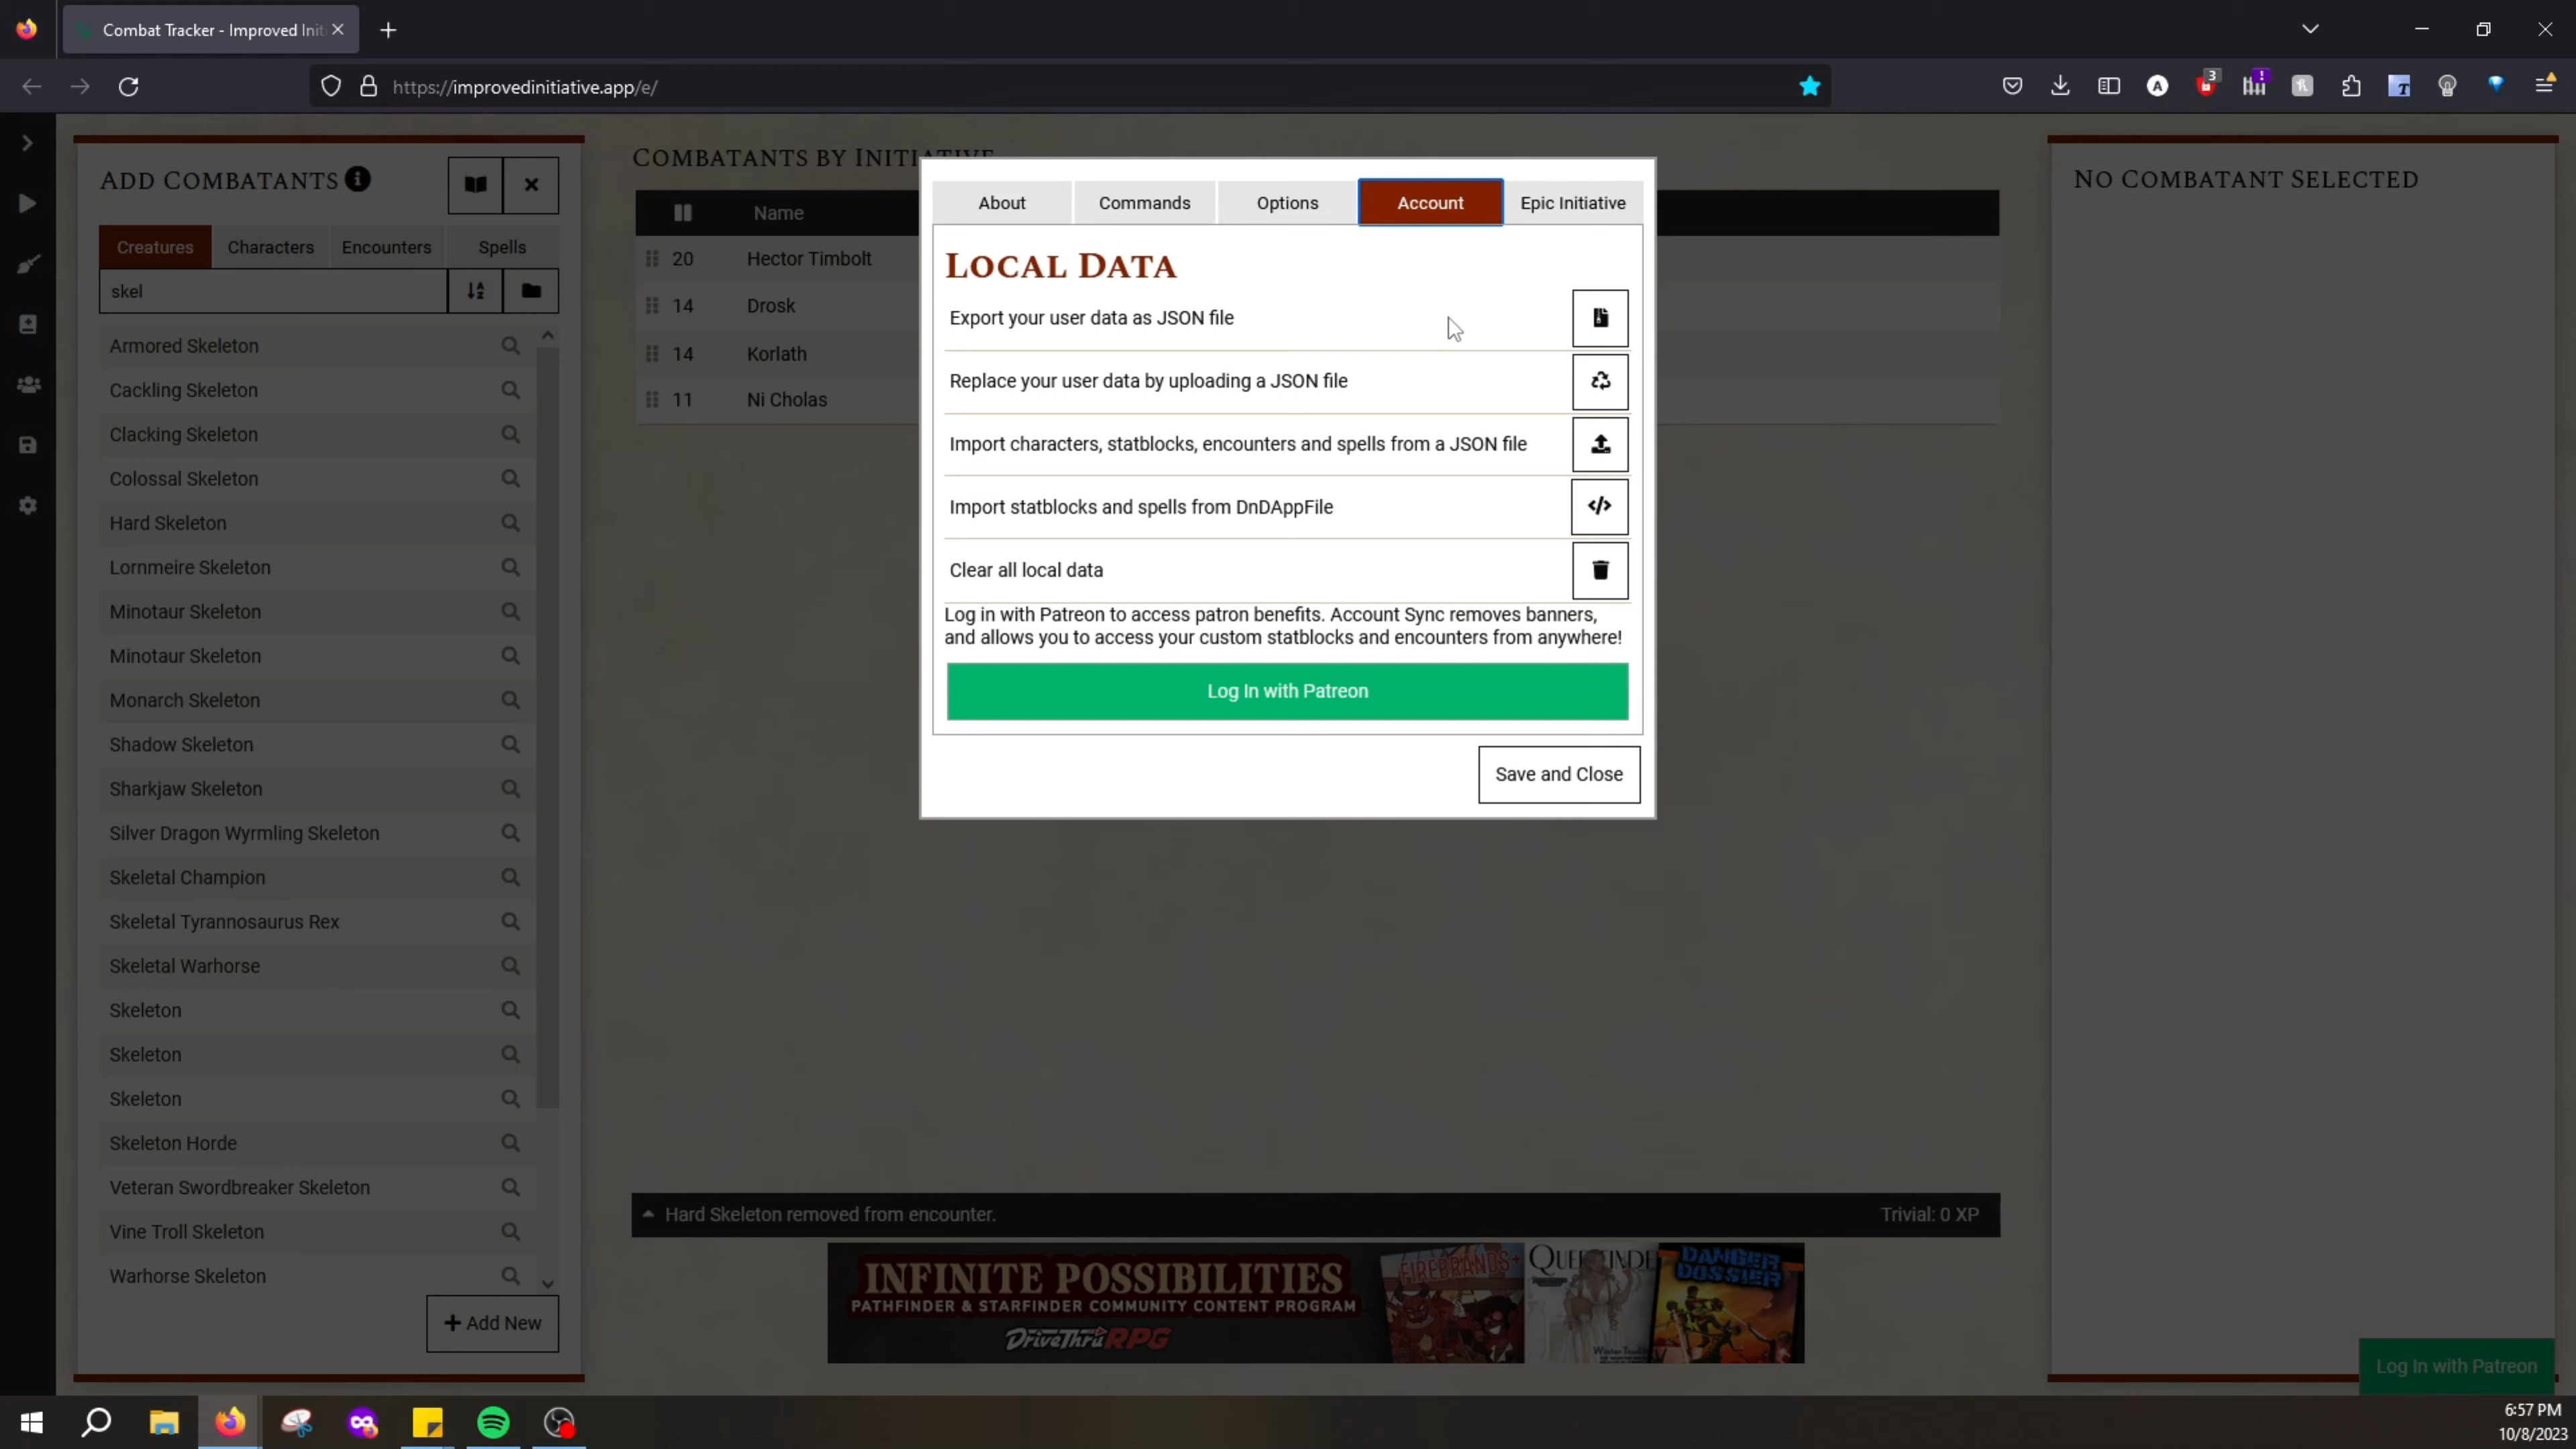 Combat Tracker - Improved Init
https://improvedinitiative.app/e/
3
Add Combatants
Creatures
Characters
Encounters
Spells
skel
Armored Skeleton
Cackling Skeleton
Clacking Skeleton
Colossal Skeleton
Hard Skeleton
Lornmeire Skeleton
Minotaur Skeleton
Minotaur Skeleton
Monarch Skeleton
Shadow Skeleton
Sharkjaw Skeleton
Silver Dragon Wyrmling Skeleton
Skeletal Champion
Skeletal Tyrannosaurus Rex
Skeletal Warhorse
Skeleton
Skeleton
Skeleton
Skeleton Horde
Veteran Swordbreaker Skeleton
Vine Troll Skeleton
Warhorse Skeleton
Add New
Combatants by Initiative
Name
20 Hector Timbolt
14 Drosk
14 Korlath
11 Ni Cholas
About
Commands
Options
Account
Epic Initiative
Local Data
Export your user data as JSON file
Replace your user data by uploading a JSON file
Import characters, statblocks, encounters and spells from a JSON file
Import statblocks and spells from DnDAppFile
Clear all local data
Log in with Patreon to access patron benefits. Account Sync removes banners,
and allows you to access your custom statblocks and encounters from anywhere!
Log In with Patreon
Save and Close
Hard Skeleton removed from encounter.
Trivial: 0 XP
INFINITE POSSIBILITIES
PATHFINDER & STARFINDER COMMUNITY CONTENT PROGRAM
DriveThruRPG
FIREBRANDS+
DANGER
DOSSIER
No Combatant Selected
Log In with Patreon
6:57 PM
10/8/2023